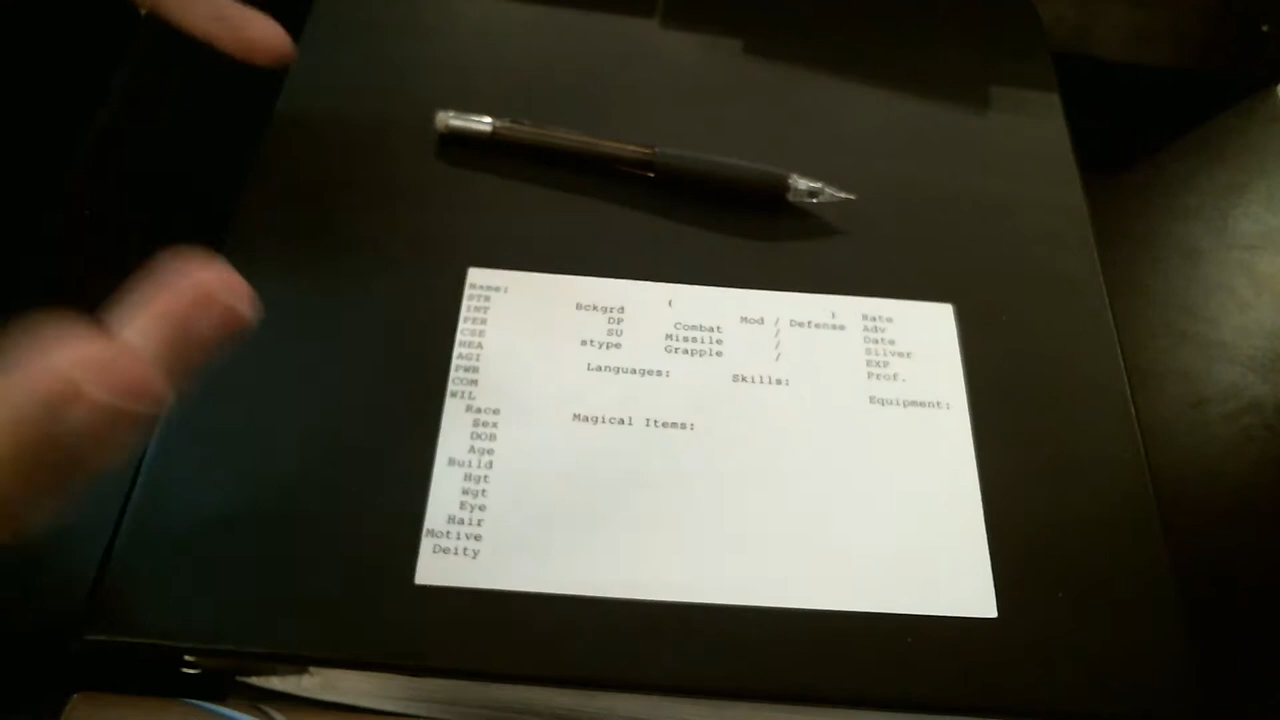 Name:
STR
INT
PER
CSE
HEA
AGI
PWR
COM
WIL
Race
Sex
DOB
Age
Build
Hgt
Wgt
Eye
Hair
Motive
Deity
Bckgrd ( )
DP
SU
stype
Mod / Defense
Combat /
Missile /
Grapple /
Languages:
Skills:
Magical Items:
Rate
Adv
Date
Silver
EXP
Prof.
Equipment: